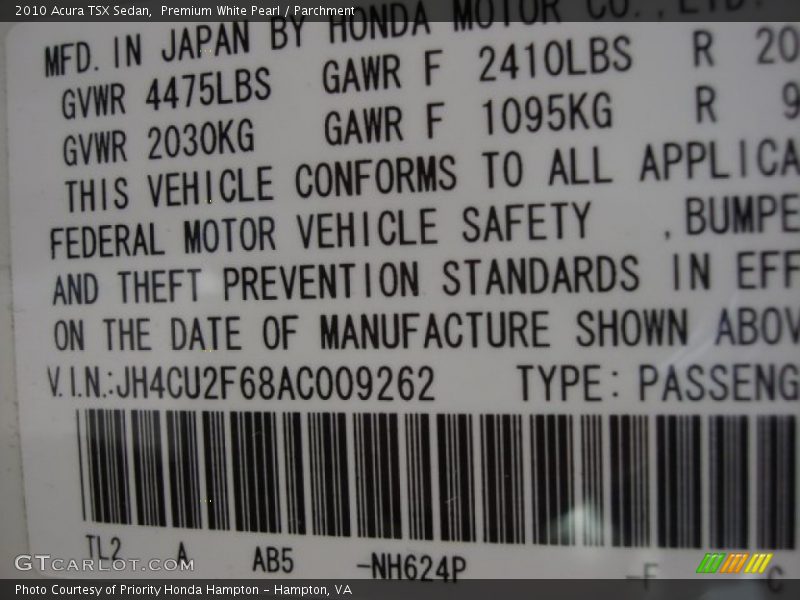 2010 Acura TSX Sedan,  Premium White Pearl / Parchment
MFD. IN JAPAN BY HONDA MOTOR CO., LTD.
GVWR 4475LBS GAWR F 2410LBS R 20
GVWR 2030KG GAWR F 1095KG R 9
THIS VEHICLE CONFORMS TO ALL APPLICA
FEDERAL MOTOR VEHICLE SAFETY , BUMPE
AND THEFT PREVENTION STANDARDS IN EFF
ON THE DATE OF MANUFACTURE SHOWN ABOV
V.I.N.:JH4CU2F68AC009262 TYPE: PASSENG
TL2 A AB5 -NH624P -F C
GTCARLOT.COM
Photo Courtesy of Priority Honda Hampton - Hampton, VA